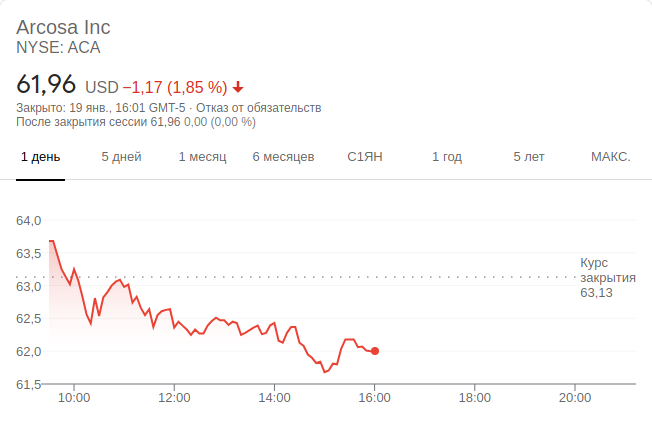 Arcosa Inc
NYSE: ACA
61,96 USD −1,17 (1,85 %)
Закрыто: 19 янв., 16:01 GMT-5 · Отказ от обязательств
После закрытия сессии 61,96 0,00 (0,00 %)
1 день 5 дней 1 месяц 6 месяцев С1ЯН 1 год 5 лет МАКС.
64,0
63,5
Курс
закрытия
63,13
63,0
62,5
62,0
61,5
10:00 12:00 14:00 16:00 18:00 20:00